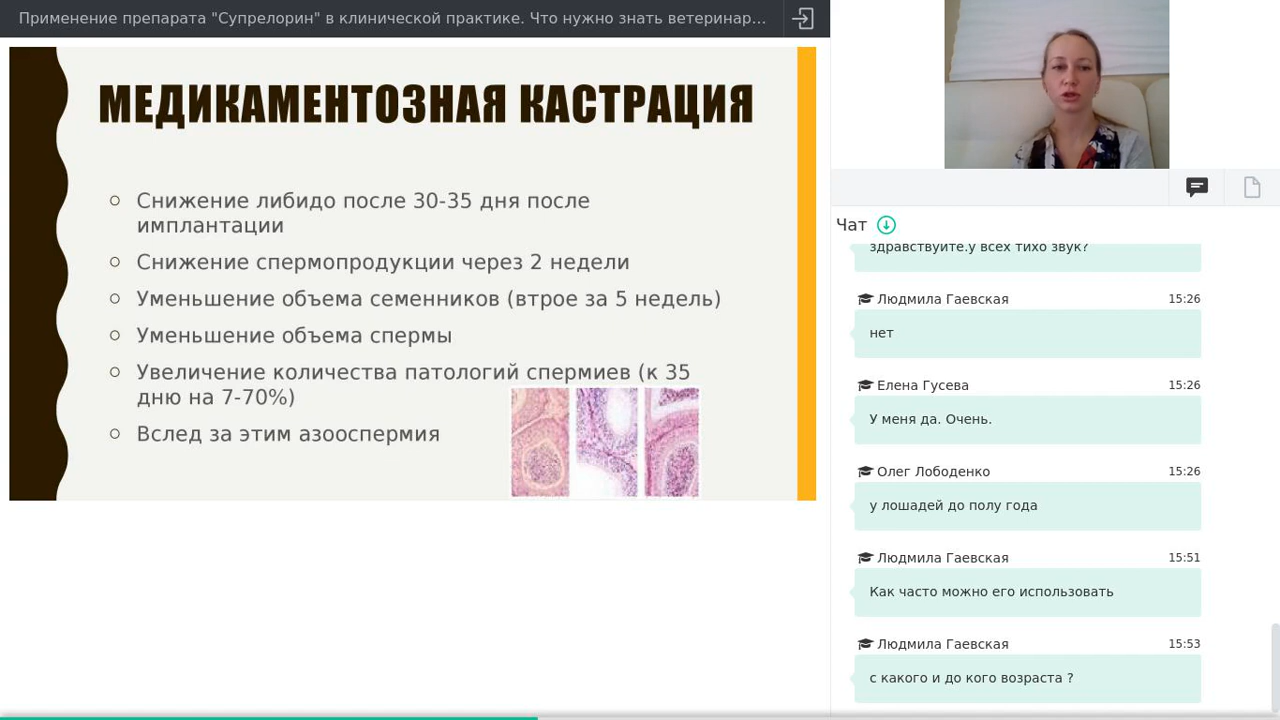 Применение препарата "Супрелорин" в клинической практике. Что нужно знать ветеринар...
МЕДИКАМЕНТОЗНАЯ КАСТРАЦИЯ
Снижение либидо после 30-35 дня после
имплантации
Снижение спермопродукции через 2 недели
Уменьшение объема семенников (втрое за 5 недель)
Уменьшение объема спермы
Увеличение количества патологий спермиев (к 35
дню на 7-70%)
Вслед за этим азооспермия
Чат
здравствуйте.у всех тихо звук?
Людмила Гаевская 15:26
нет
Елена Гусева 15:26
У меня да. Очень.
Олег Лободенко 15:26
у лошадей до полу года
Людмила Гаевская 15:51
Как часто можно его использовать
Людмила Гаевская 15:53
с какого и до кого возраста ?